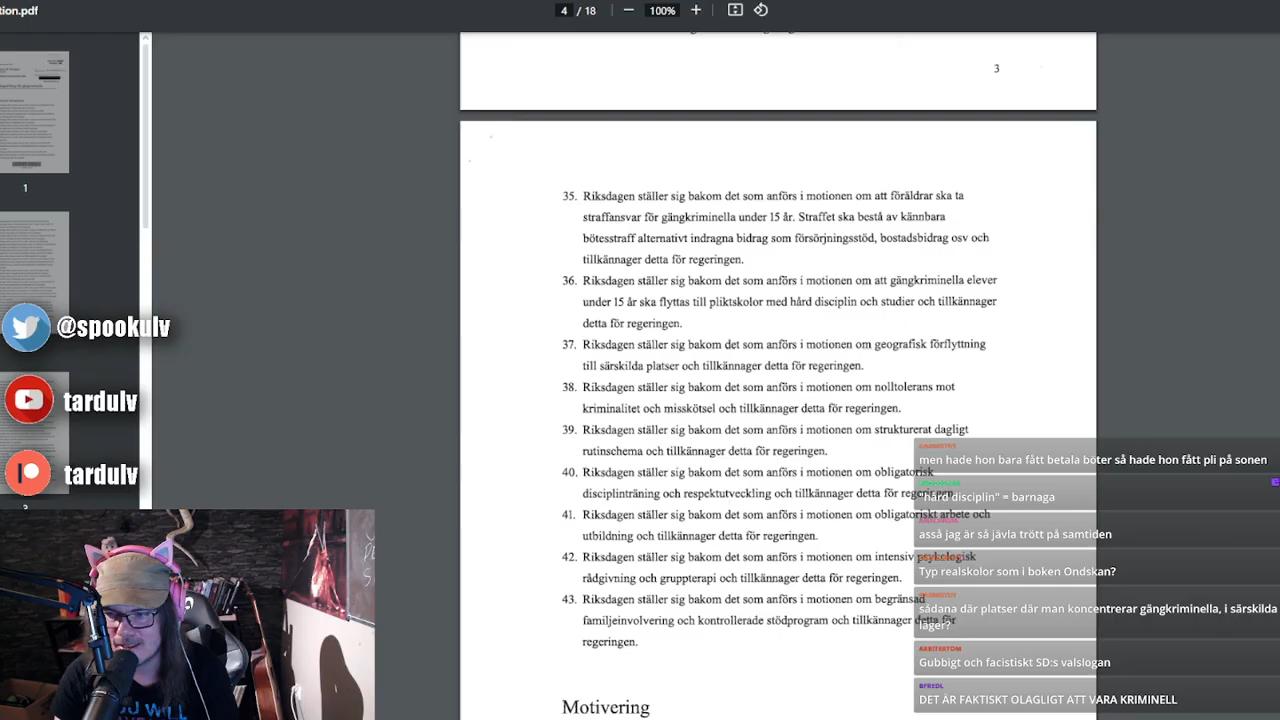 tion.pdf
4 / 18
100%
3
35. Riksdagen ställer sig bakom det som anförs i motionen om att föräldrar ska ta
straffansvar för gängkriminella under 15 år. Straffet ska bestå av kännbara
bötesstraff alternativt indragna bidrag som försörjningsstöd, bostadsbidrag osv och
tillkännager detta för regeringen.
36. Riksdagen ställer sig bakom det som anförs i motionen om att gängkriminella elever
under 15 år ska flyttas till pliktskolor med hård disciplin och studier och tillkännager
detta för regeringen.
37. Riksdagen ställer sig bakom det som anförs i motionen om geografisk förflyttning
till särskilda platser och tillkännager detta för regeringen.
38. Riksdagen ställer sig bakom det som anförs i motionen om nolltolerans mot
kriminalitet och misskötsel och tillkännager detta för regeringen.
39. Riksdagen ställer sig bakom det som anförs i motionen om strukturerat dagligt
rutinschema och tillkännager detta för regeringen.
40. Riksdagen ställer sig bakom det som anförs i motionen om obligatorisk
disciplinträning och respektutveckling och tillkännager detta för regeringen.
41. Riksdagen ställer sig bakom det som anförs i motionen om obligatoriskt arbete och
utbildning och tillkännager detta för regeringen.
42. Riksdagen ställer sig bakom det som anförs i motionen om intensiv psykologisk
rådgivning och gruppterapi och tillkännager detta för regeringen.
43. Riksdagen ställer sig bakom det som anförs i motionen om begränsad
familjeinvolvering och kontrollerade stödprogram och tillkännager detta för
regeringen.
Motivering
1
@spookulv
tardulv
tardulv
men hade hon bara fått betala böter så hade hon fått pli på sonen
"hård disciplin" = barnaga
asså jag är så jävla trött på samtiden
Typ realskolor som i boken Ondskan?
sådana där platser där man koncentrerar gängkriminella, i särskilda
läger?
ARBITERTOM
Gubbigt och facistiskt SD:s valslogan
BFREDL
DET ÄR FAKTISKT OLAGLIGT ATT VARA KRIMINELL